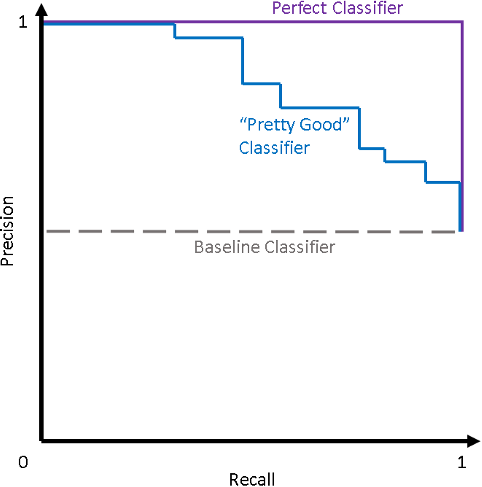 Perfect Classifier
1
“Pretty Good”
Classifier
Precision
Baseline Classifier
0
1
Recall